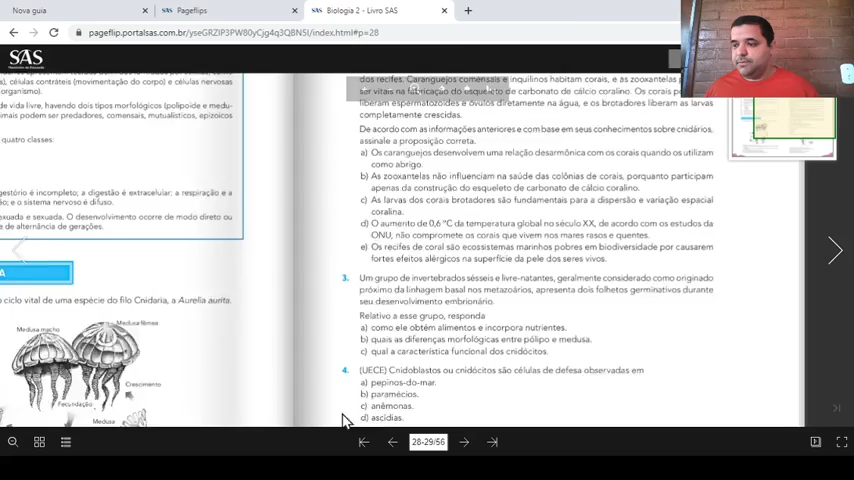 Nova guia
Pageflips
Biologia 2 - Livro SAS
pageflip.portalsas.com.br/yseGRZIP3PW80yCjg4q3QBNSI/index.html#p=28
SAS
), células contráteis (movimentação do corpo) e células nervosas
organismo).
de vida livre, havendo dois tipos morfológicos (polipoide e medu-
imais podem ser predadores, comensais, mutualísticos, epizoicos
quatro classes:
gestório é incompleto; a digestão é extracelular; a respiração e a
o; e o sistema nervoso é difuso.
exuada e sexuada. O desenvolvimento ocorre de modo direto ou
e de alternância de gerações.
A
o ciclo vital de uma espécie do filo Cnidaria, a Aurelia aurita.
Medusa macho
Medusa fêmea
Crescimento
Fecundação
Medusa
dos recifes. Caranguejos comensais e inquilinos habitam corais, e as zooxantelas
ser vitais na fabricação do esqueleto de carbonato de cálcio coralino. Os corais
liberam espermatozoides e óvulos diretamente na água, e os brotadores liberam as larvas
completamente crescidas.
De acordo com as informações anteriores e com base em seus conhecimentos sobre cnidários,
assinale a proposição correta.
a) Os caranguejos desenvolvem uma relação desarmônica com os corais quando os utilizam
como abrigo.
b) As zooxantelas não influenciam na saúde das colônias de corais, porquanto participam
apenas da construção do esqueleto de carbonato de cálcio coralino.
c) As larvas dos corais brotadores são fundamentais para a dispersão e variação espacial
coralina.
d) O aumento de 0,6 °C da temperatura global no século XX, de acordo com os estudos da
ONU, não compromete os corais que vivem nos mares rasos e quentes.
e) Os recifes de coral são ecossistemas marinhos pobres em biodiversidade por causarem
fortes efeitos alérgicos na superfície da pele dos seres vivos.
3. Um grupo de invertebrados sésseis e livre-natantes, geralmente considerado como originado
próximo da linhagem basal nos metazoários, apresenta dois folhetos germinativos durante
seu desenvolvimento embrionário.
Relativo a esse grupo, responda
a) como ele obtém alimentos e incorpora nutrientes.
b) quais as diferenças morfológicas entre pólipo e medusa.
c) qual a característica funcional dos cnidócitos.
4. (UECE) Cnidoblastos ou cnidócitos são células de defesa observadas em
a) pepinos-do-mar.
b) paramécios.
c) anêmonas.
d) ascídias.
28-29/56